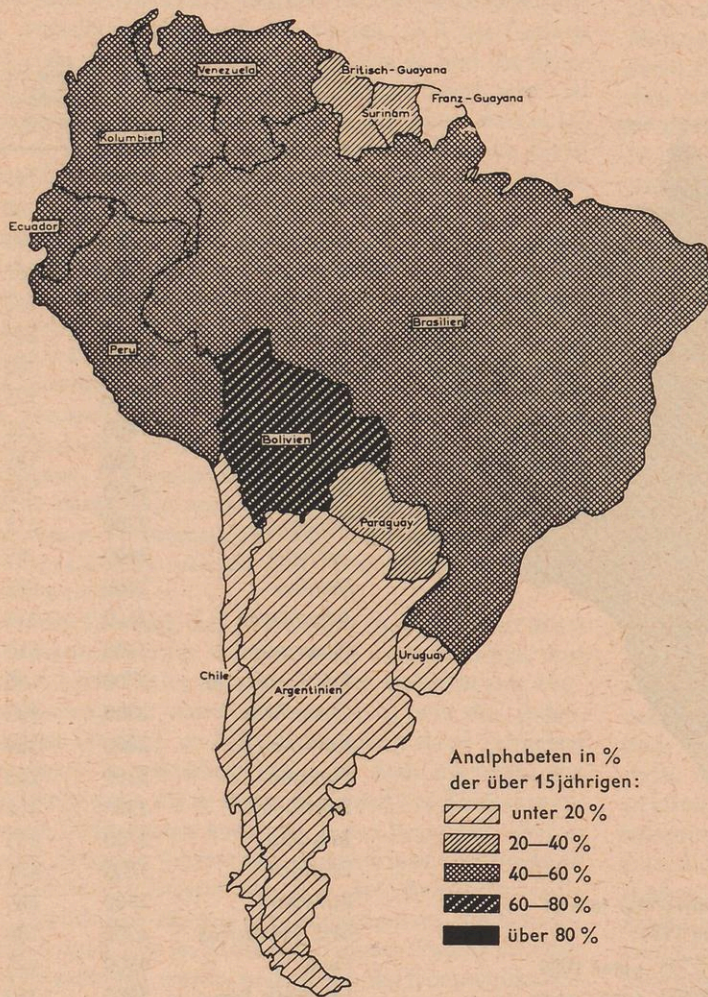 Venezuela
Britisch-Guayana
Franz-Guayana
Surinam
Kolumbien
Ecuador
Brasilien
Peru
Bolivien
Paraguay
Uruguay
Chile
Argentinien
Analphabeten in %
der über 15jährigen:
unter 20 %
20—40 %
40—60 %
60—80 %
über 80 %